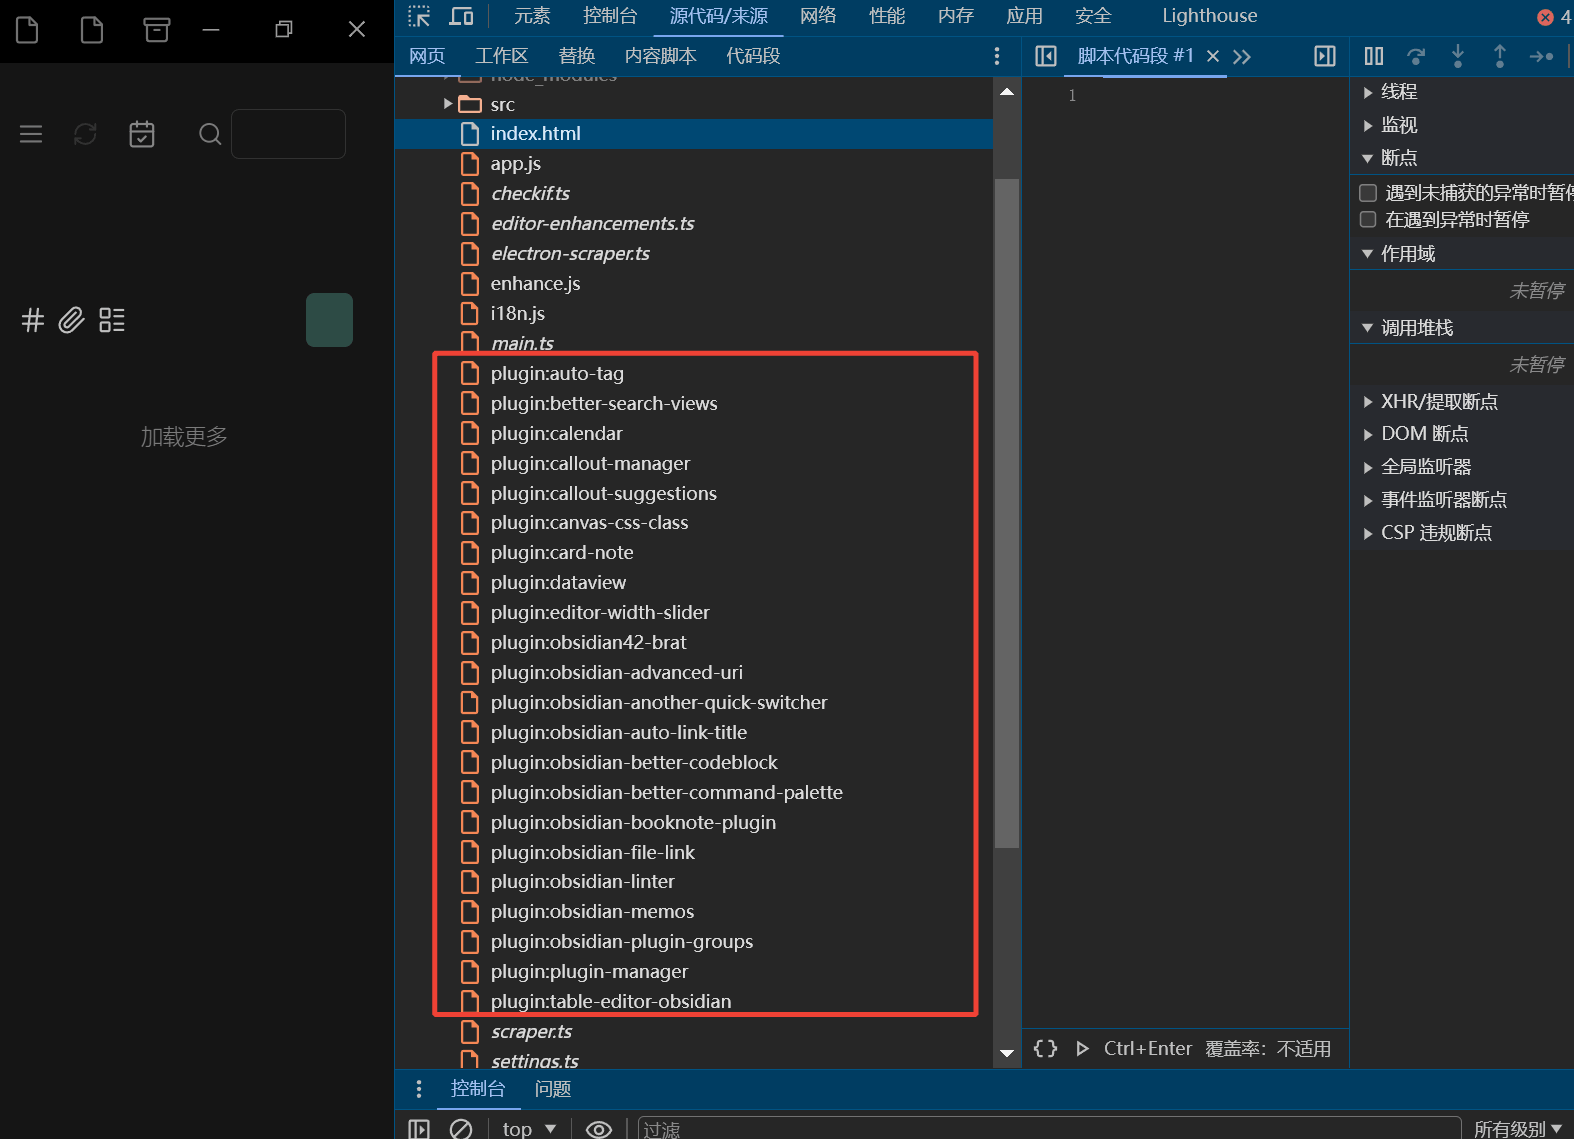 元素 控制台 源代码/来源 网络 性能 内存 应用 安全 Lighthouse 4
网页 工作区 替换 内容脚本 代码段
脚本代码段 #1
node_modules
src
index.html
app.js
checkif.ts
editor-enhancements.ts
electron-scraper.ts
enhance.js
i18n.js
main.ts
plugin:auto-tag
plugin:better-search-views
plugin:calendar
plugin:callout-manager
plugin:callout-suggestions
plugin:canvas-css-class
plugin:card-note
plugin:dataview
plugin:editor-width-slider
plugin:obsidian42-brat
plugin:obsidian-advanced-uri
plugin:obsidian-another-quick-switcher
plugin:obsidian-auto-link-title
plugin:obsidian-better-codeblock
plugin:obsidian-better-command-palette
plugin:obsidian-booknote-plugin
plugin:obsidian-file-link
plugin:obsidian-linter
plugin:obsidian-memos
plugin:obsidian-plugin-groups
plugin:plugin-manager
plugin:table-editor-obsidian
scraper.ts
settings.ts
加载更多
1
{} Ctrl+Enter 覆盖率：不适用
线程
监视
断点
遇到未捕获的异常时暂停
在遇到异常时暂停
作用域
未暂停
调用堆栈
未暂停
XHR/提取断点
DOM 断点
全局监听器
事件监听器断点
CSP 违规断点
控制台 问题
top 过滤 所有级别